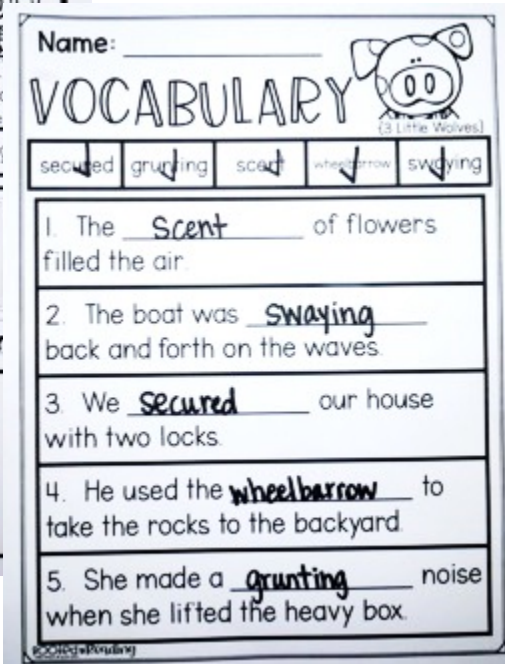 Name:
VOCABULARY
{3 Little Wolves}
secured grunting scent wheelbarrow swaying
1. The Scent of flowers
filled the air.
2. The boat was swaying
back and forth on the waves.
3. We secured our house
with two locks.
4. He used the wheelbarrow to
take the rocks to the backyard.
5. She made a grunting noise
when she lifted the heavy box.